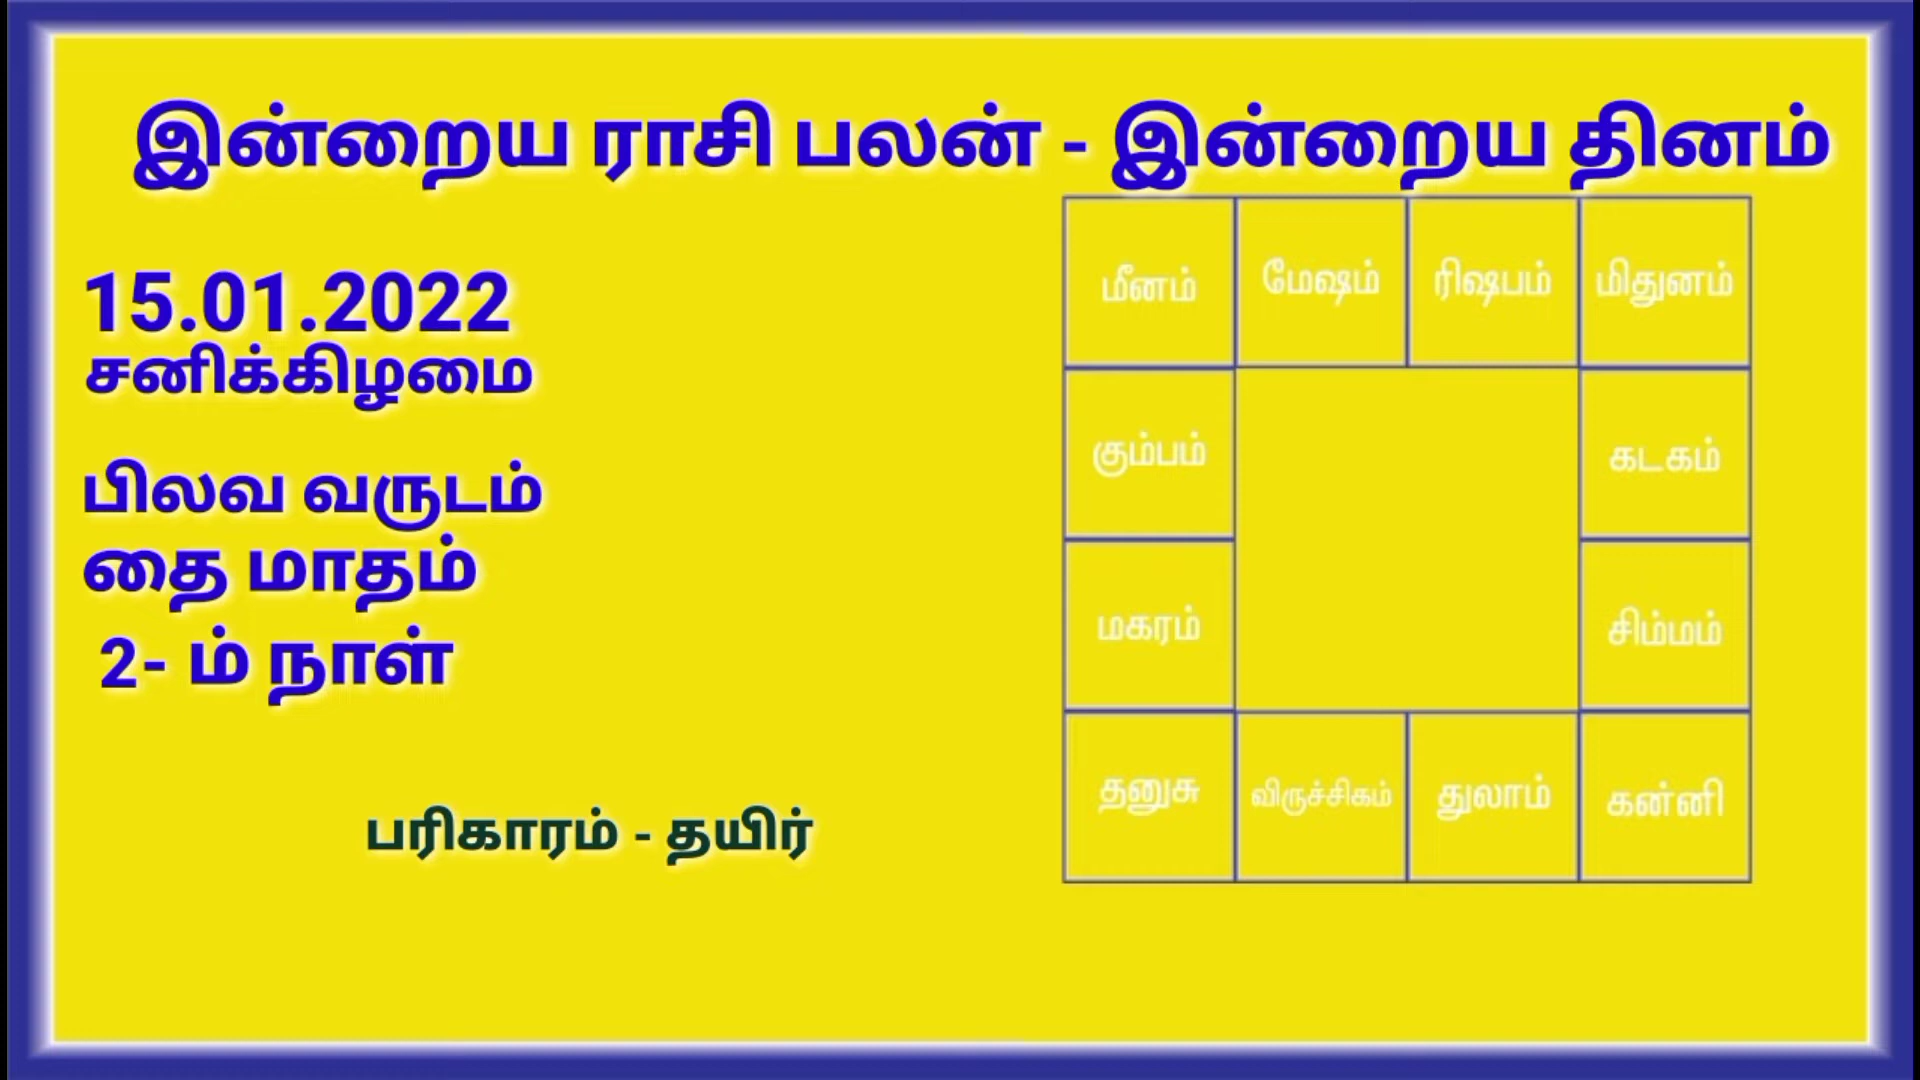 இன்றைய ராசி பலன் - இன்றைய தினம்
15.01.2022
சனிக்கிழமை
பிலவ வருடம்
தை மாதம்
2- ம் நாள்
பரிகாரம் - தயிர்
மீனம் மேஷம் ரிஷபம் மிதுனம்
கும்பம் கடகம்
மகரம் சிம்மம்
தனுசு விருச்சிகம் துலாம் கன்னி